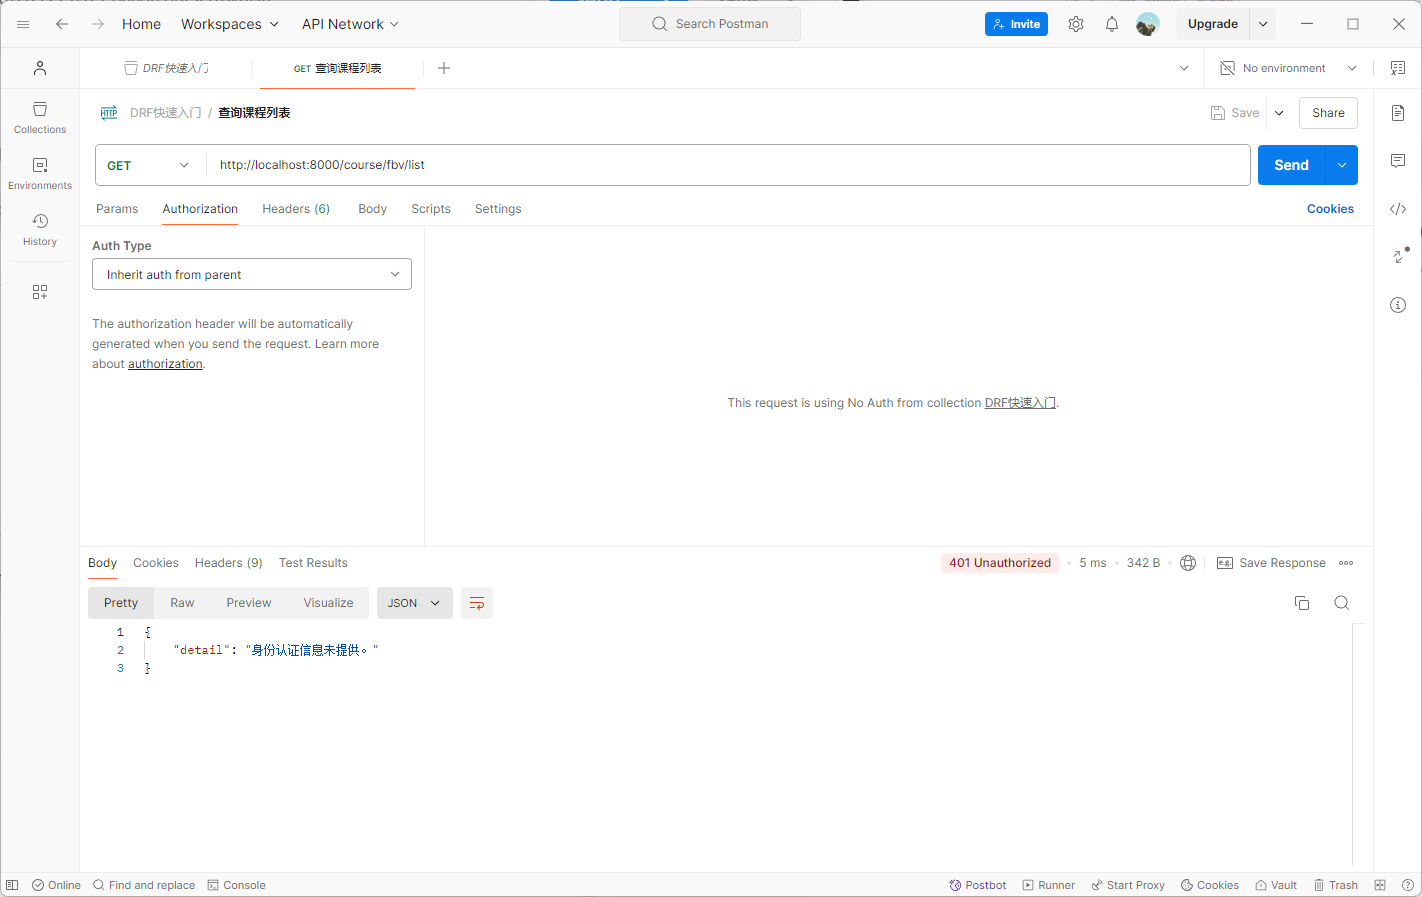 Home Workspaces API Network Search Postman Invite Upgrade
DRF快速入门 GET 查询课程列表 No environment
HTTP DRF快速入门 / 查询课程列表 Save Share
GET http://localhost:8000/course/fbv/list Send
Params Authorization Headers (6) Body Scripts Settings Cookies
Collections
Environments
History
Auth Type
Inherit auth from parent
The authorization header will be automatically
generated when you send the request. Learn more
about authorization.
This request is using No Auth from collection DRF快速入门.
Body Cookies Headers (9) Test Results 401 Unauthorized 5 ms 342 B e.g. Save Response
Pretty Raw Preview Visualize JSON
1 {
2 "detail": "身份认证信息未提供。"
3 }
Online Find and replace Console Postbot Runner Start Proxy Cookies Vault Trash